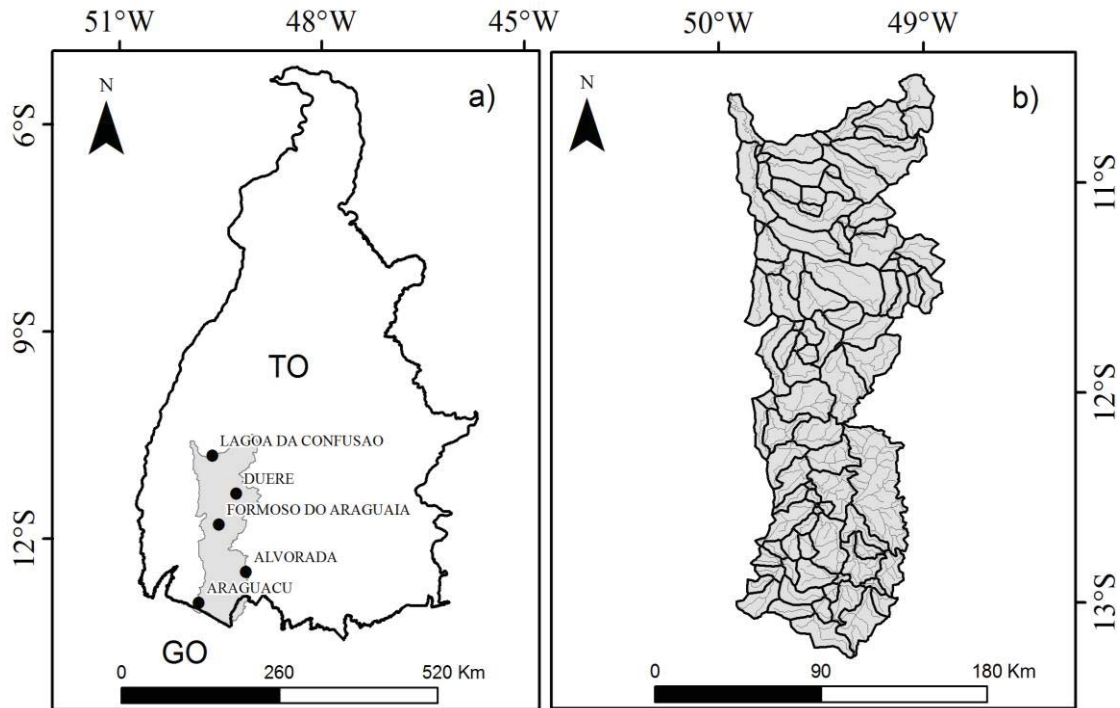 51°W 48°W 45°W
N
a)
6°S
9°S
TO
LAGOA DA CONFUSAO
DUERE
FORMOSO DO ARAGUAIA
12°S
ALVORADA
ARAGUACU
GO
0 260 520 Km
50°W 49°W
N
b)
11°S
12°S
13°S
0 90 180 Km